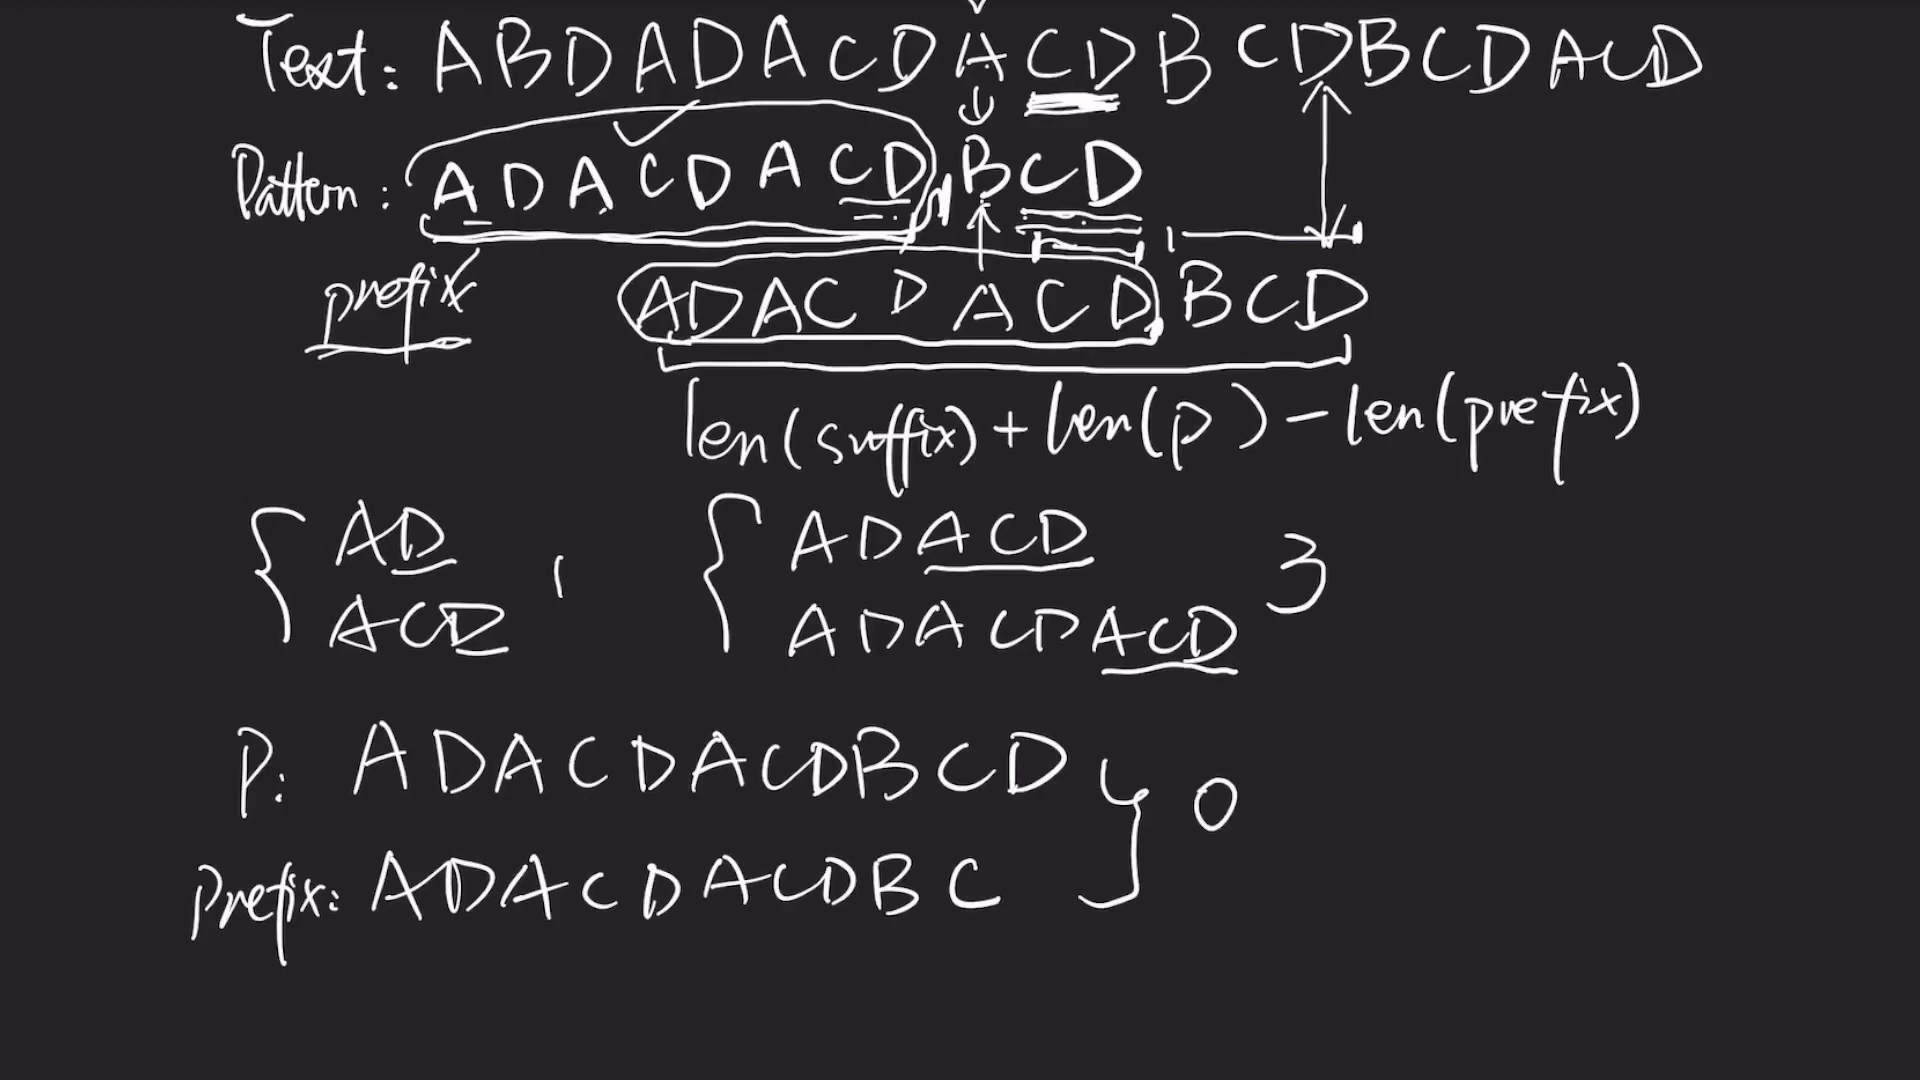 Text: ABDADACDACDBCDBCDACD
Pattern: ADACDACDBCD
prefix ADACDACDBCD
len(suffix)+len(p)-len(prefix)
AD ADACD
ACD 1 ADACDACD 3
P: ADACDACDBCD
prefix: ADACDACDBC 0